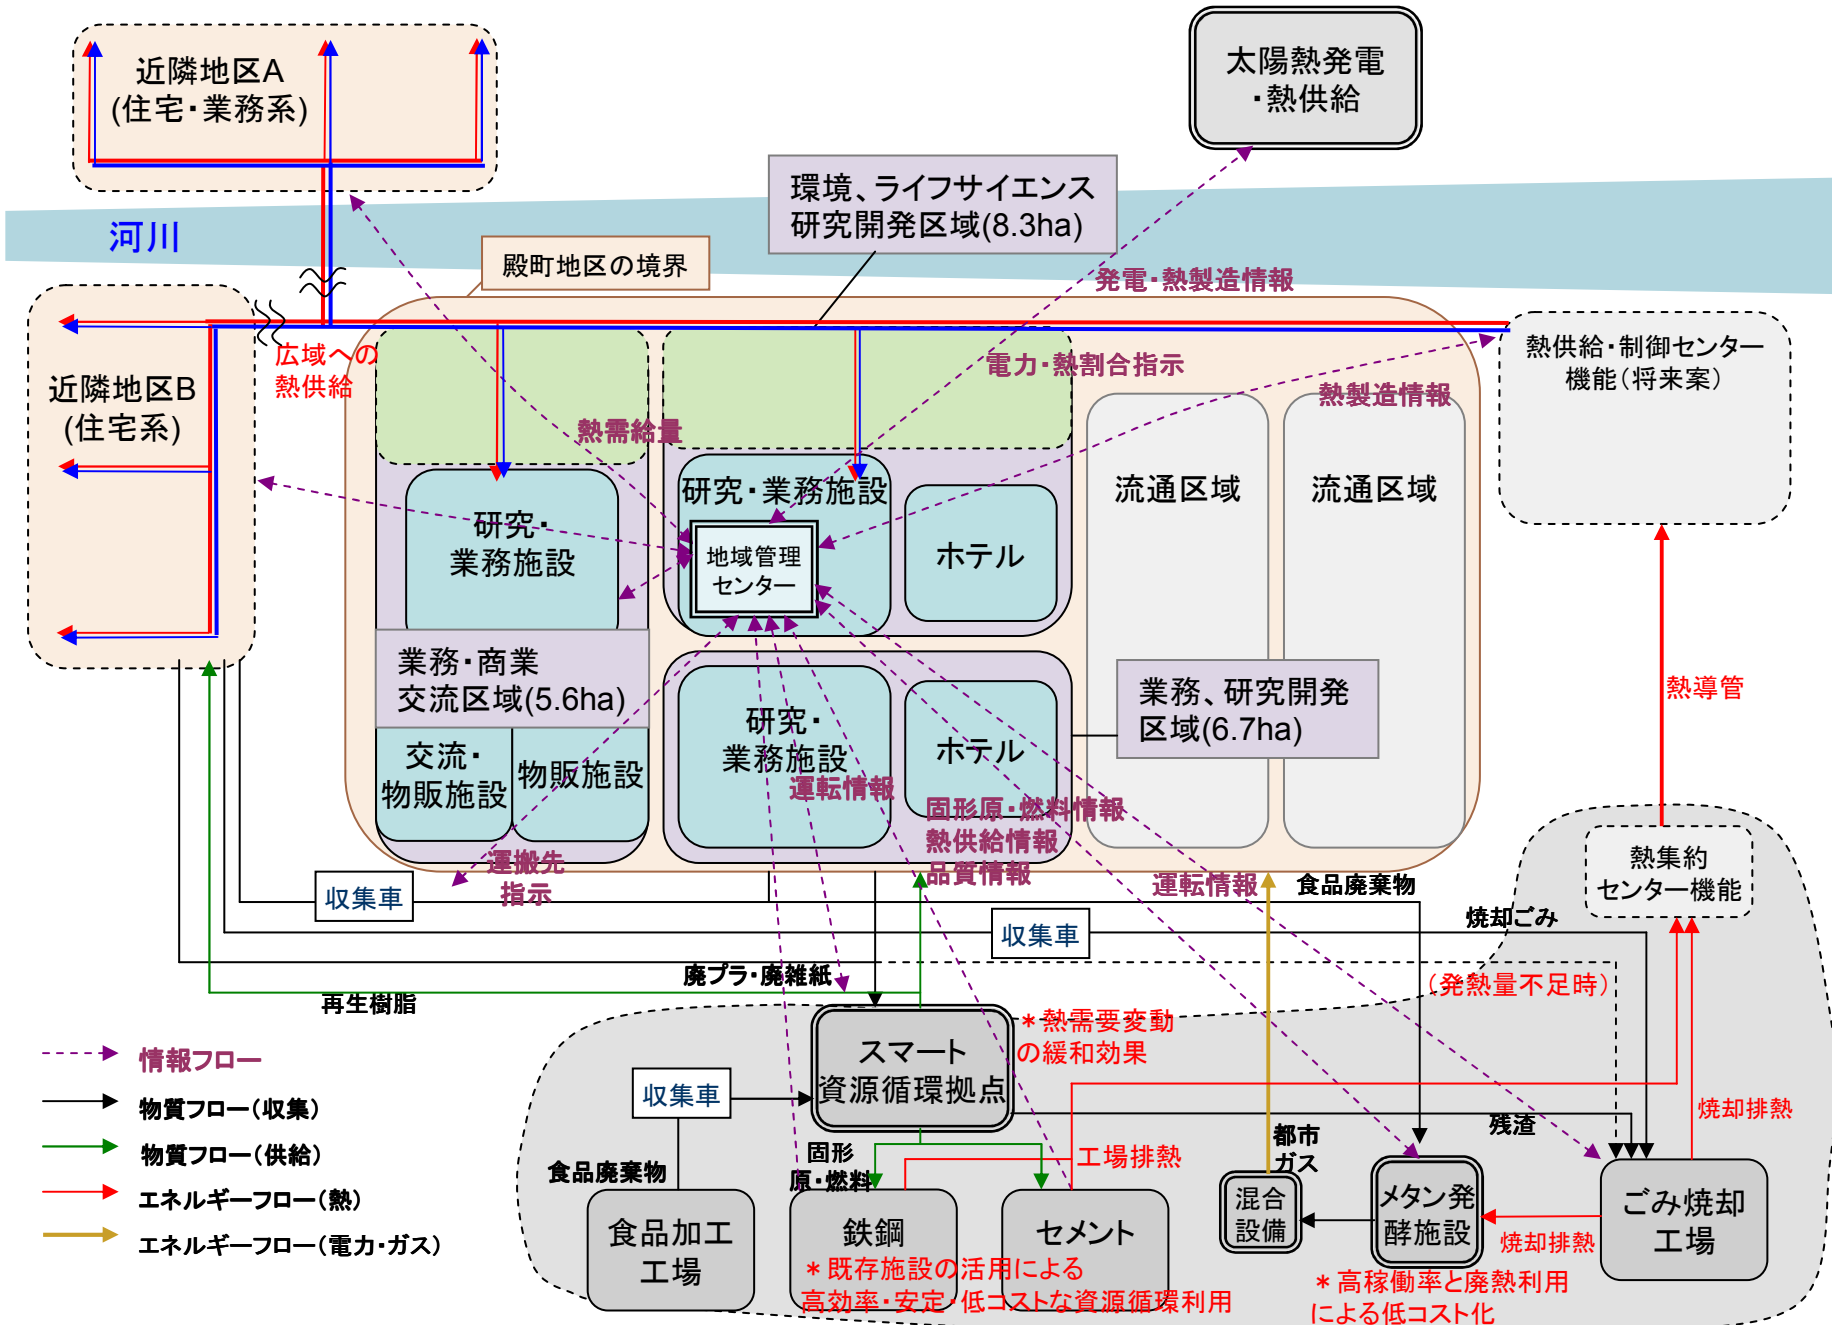 近隣地区A
(住宅・業務系)
太陽熱発電
・熱供給
環境、ライフサイエンス
研究開発区域(8.3ha)
河川
殿町地区の境界
発電・熱製造情報
広域への
熱供給
電力・熱割合指示
熱供給・制御センター
機能(将来案)
近隣地区B
(住宅系)
熱製造情報
熱需給量
研究・業務施設
流通区域
流通区域
研究・
業務施設
地域管理
センター
ホテル
業務・商業
交流区域(5.6ha)
業務、研究開発
区域(6.7ha)
熱導管
研究・
業務施設
ホテル
交流・
物販施設
物販施設
運転情報
固形原・燃料情報
熱供給情報
品質情報
運搬先
指示
運転情報
食品廃棄物
熱集約
センター機能
収集車
収集車
焼却ごみ
廃プラ・廃雑紙
(発熱量不足時)
再生樹脂
スマート
資源循環拠点
*熱需要変動
の緩和効果
情報フロー
物質フロー(収集)
物質フロー(供給)
エネルギーフロー(熱)
エネルギーフロー(電力・ガス)
収集車
焼却排熱
残渣
都市
ガス
食品廃棄物
固形
原・燃料
工場排熱
食品加工
工場
鉄鋼
セメント
混合
設備
メタン発
酵施設
ごみ焼却
工場
焼却排熱
*既存施設の活用による
高効率・安定・低コストな資源循環利用
*高稼働率と廃熱利用
による低コスト化